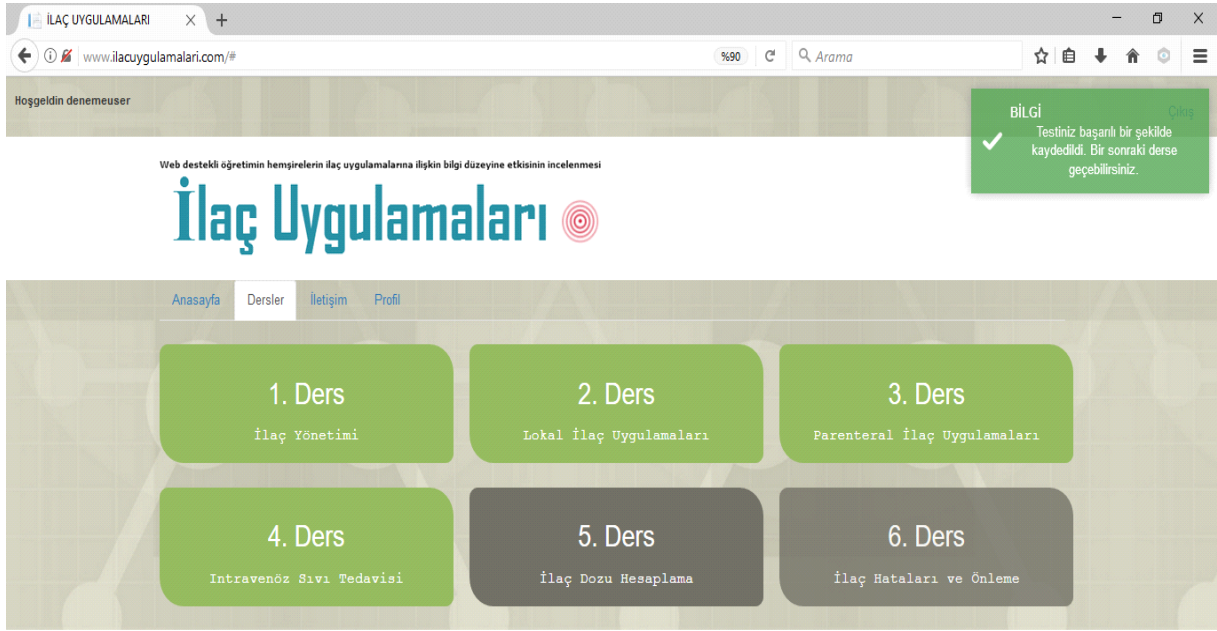 İLAÇ UYGULAMALARI
www.ilacuygulamalari.com/#
%90
Arama
Hoşgeldin denemeuser
Çıkış
BİLGİ
Testiniz başarılı bir şekilde
kaydedildi. Bir sonraki derse
geçebilirsiniz.
Web destekli öğretimin hemşirelerin ilaç uygulamalarına ilişkin bilgi düzeyine etkisinin incelenmesi
İlaç Uygulamaları
Anasayfa Dersler İletişim Profil
1. Ders
İlaç Yönetimi
2. Ders
Lokal İlaç Uygulamaları
3. Ders
Parenteral İlaç Uygulamaları
4. Ders
Intravenöz Sıvı Tedavisi
5. Ders
İlaç Dozu Hesaplama
6. Ders
İlaç Hataları ve Önleme